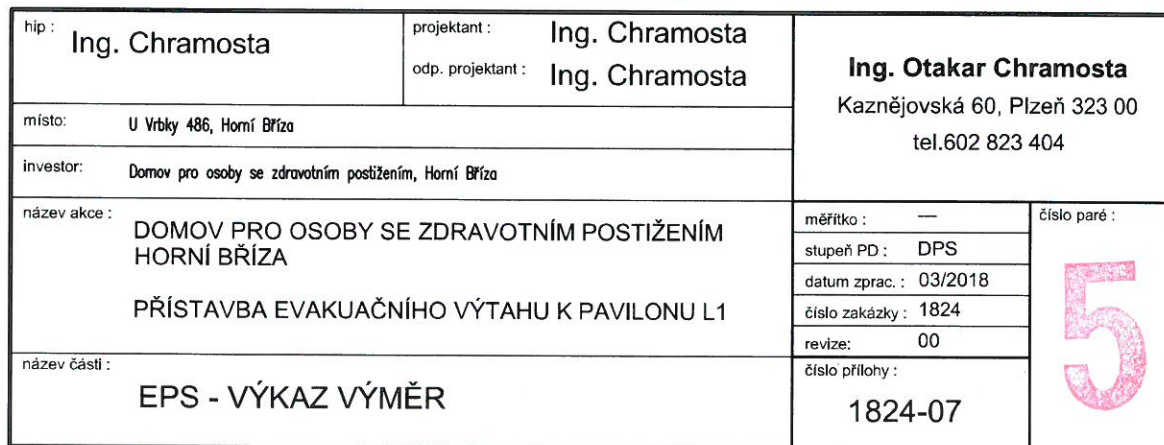 hip : Ing. Chramosta
projektant : Ing. Chramosta
odp. projektant : Ing. Chramosta
Ing. Otakar Chramosta
Kaznějovská 60, Plzeň 323 00
tel.602 823 404
místo: U Vrbky 486, Horní Bříza
investor: Domov pro osoby se zdravotním postižením, Horní Bříza
název akce :
DOMOV PRO OSOBY SE ZDRAVOTNÍM POSTIŽENÍM
HORNÍ BŘÍZA
PŘÍSTAVBA EVAKUAČNÍHO VÝTAHU K PAVILONU L1
měřítko : —
stupeň PD : DPS
datum zprac. : 03/2018
číslo zakázky : 1824
revize: 00
číslo paré :
5
název části :
EPS - VÝKAZ VÝMĚR
číslo přílohy :
1824-07